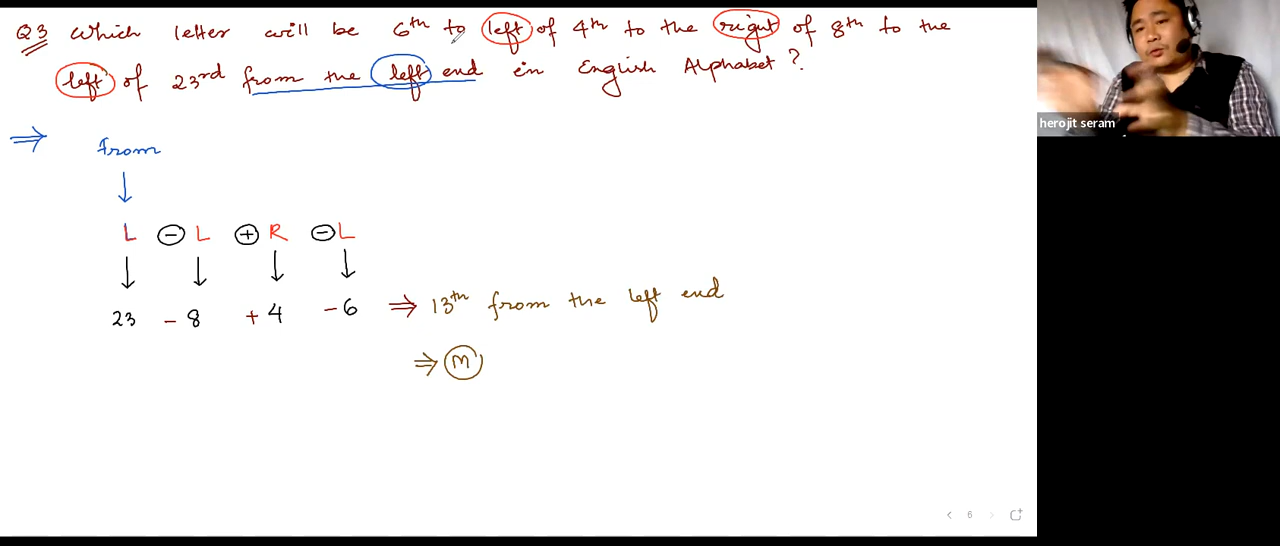 Q3 Which letter will be 6th to left of 4th to the right of 8th to the
left of 23rd from the left end in English Alphabet?
⇒ from
↓
L ⊖ L ⊕ R ⊖ L
↓ ↓ ↓ ↓
23 - 8 + 4 - 6 ⇒ 13th from the left end
⇒ M
herojit seram
< 6 >